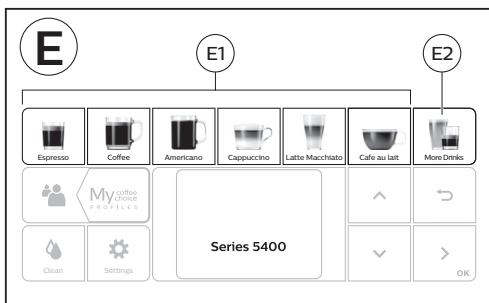 E
E1
E2
Espresso
Coffee
Americano
Cappuccino
Latte Macchiato
Cafe au lait
More Drinks
My coffee
choice
PROFILES
Series 5400
Clean
Settings
OK